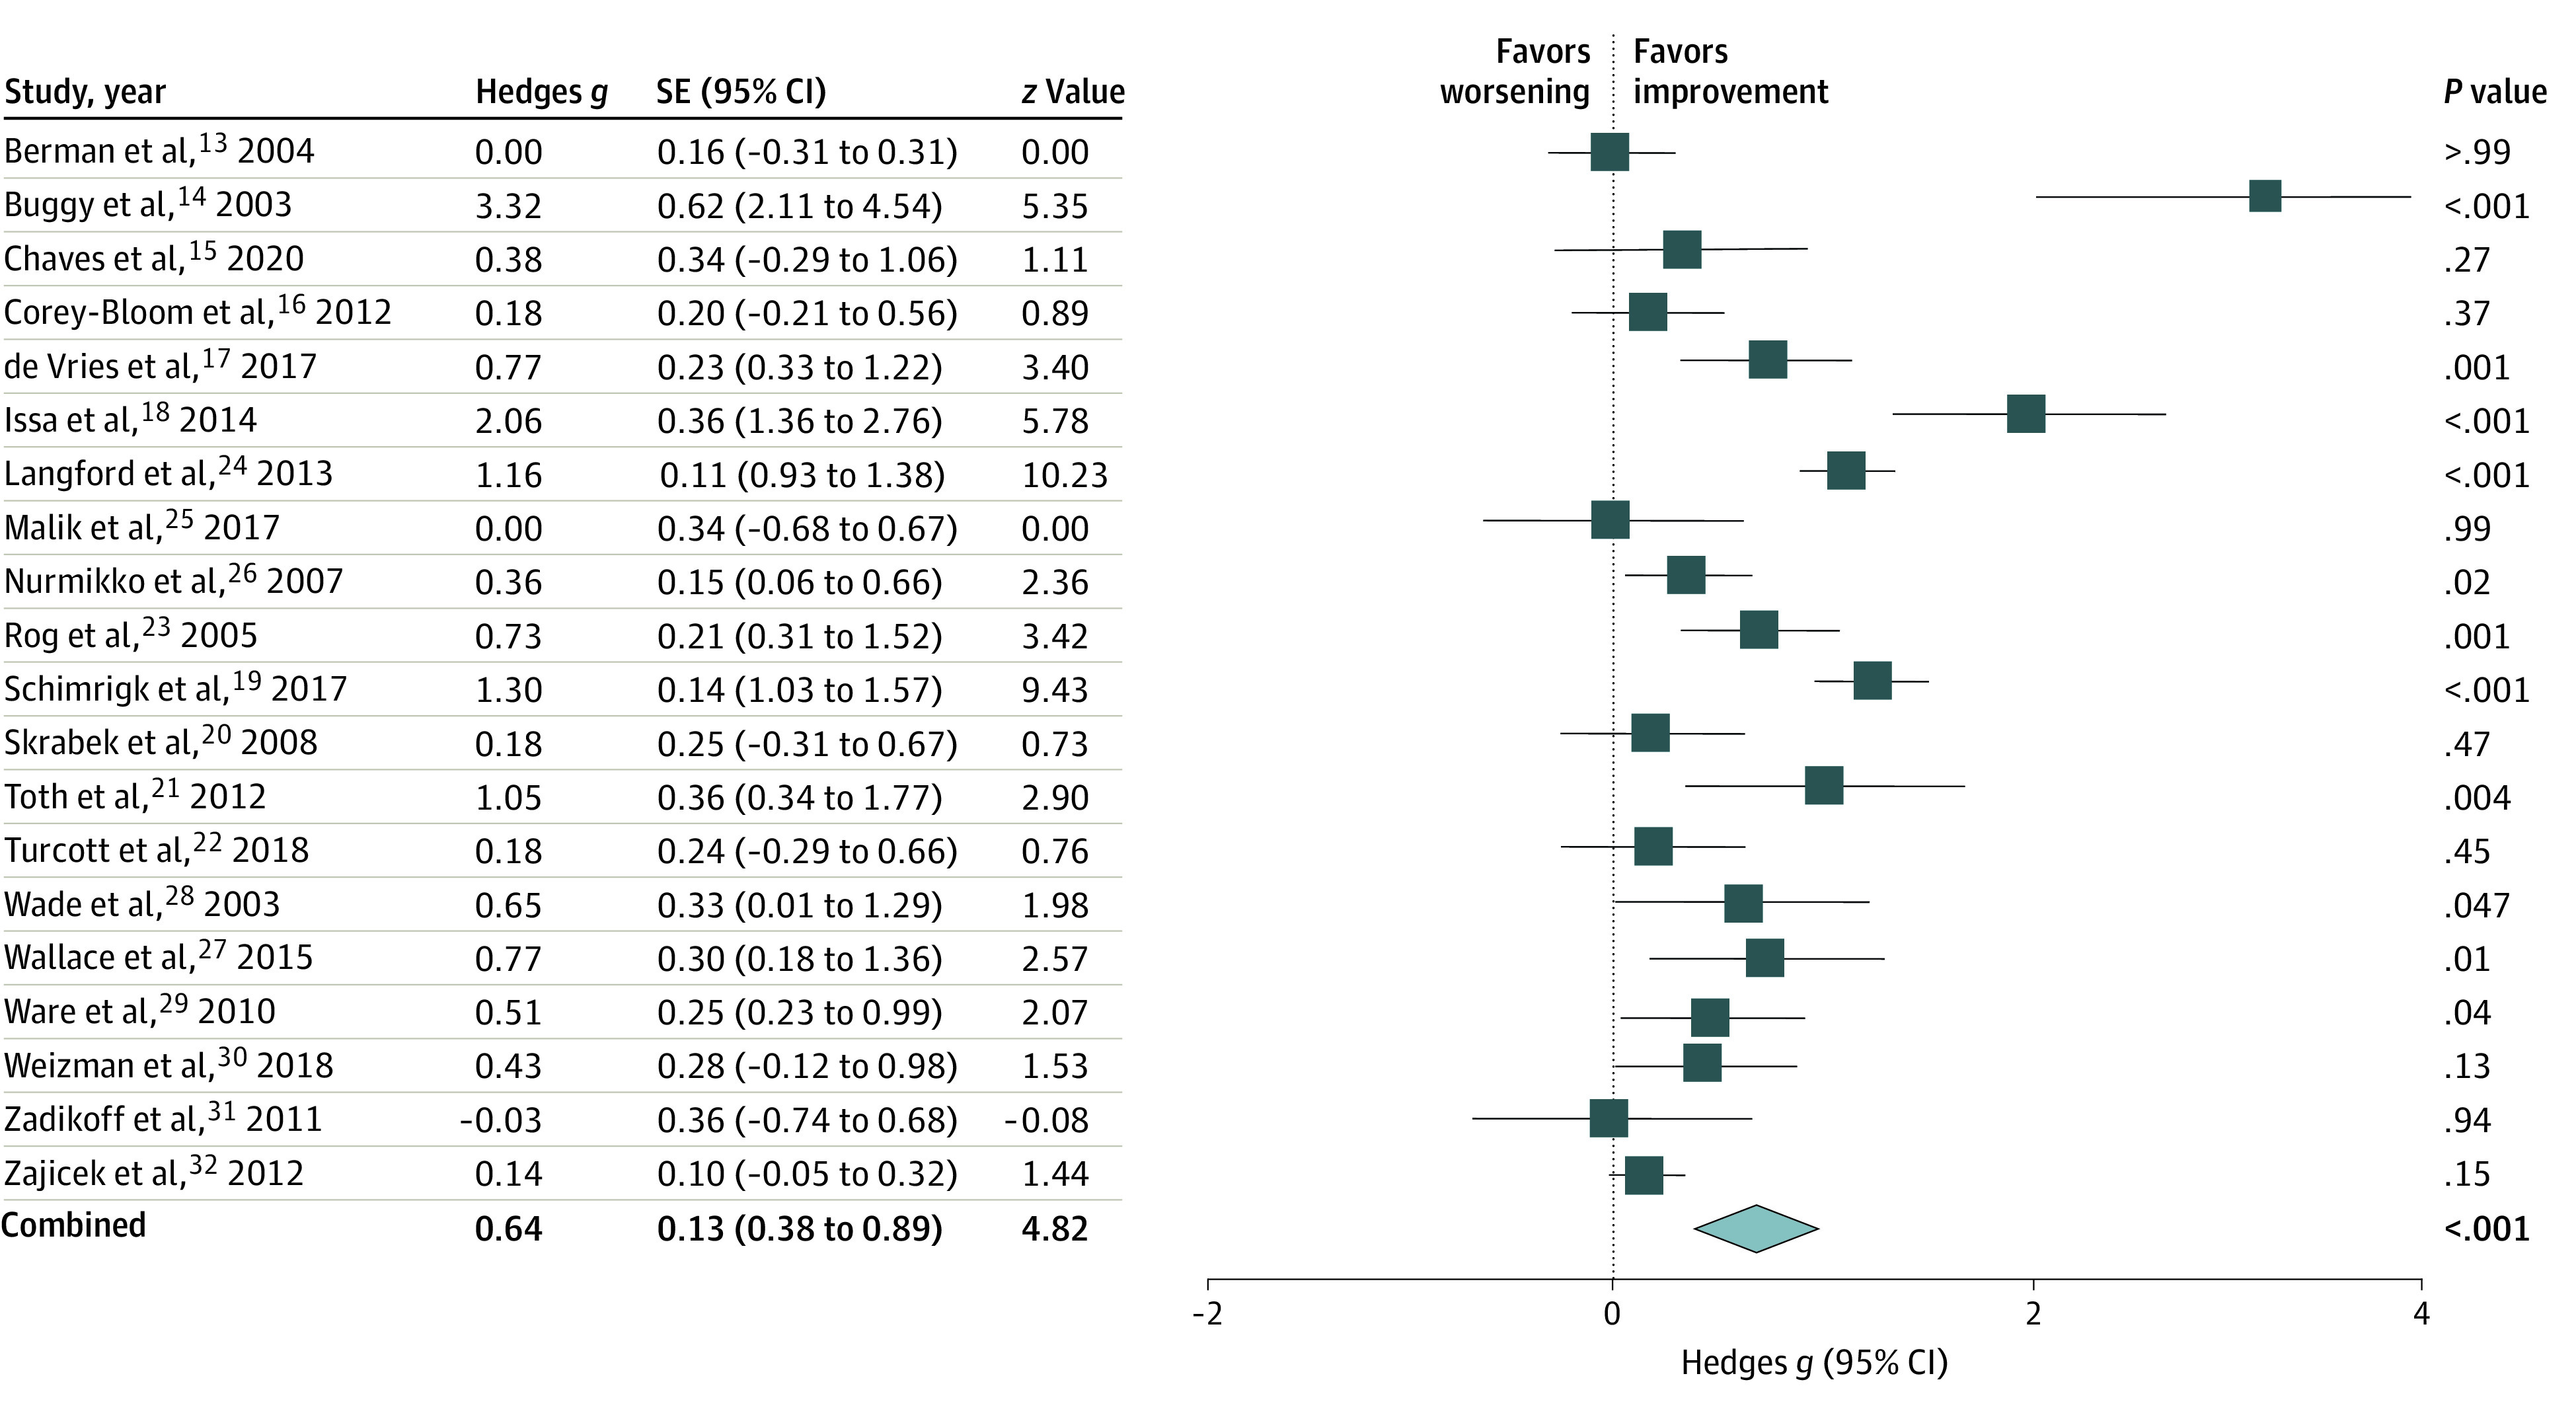 Favors worsening
Favors improvement
Study, year Hedges g SE (95% CI) z Value P value
Berman et al,13 2004 0.00 0.16 (-0.31 to 0.31) 0.00 >.99
Buggy et al,14 2003 3.32 0.62 (2.11 to 4.54) 5.35 <.001
Chaves et al,15 2020 0.38 0.34 (-0.29 to 1.06) 1.11 .27
Corey-Bloom et al,16 2012 0.18 0.20 (-0.21 to 0.56) 0.89 .37
de Vries et al,17 2017 0.77 0.23 (0.33 to 1.22) 3.40 .001
Issa et al,18 2014 2.06 0.36 (1.36 to 2.76) 5.78 <.001
Langford et al,24 2013 1.16 0.11 (0.93 to 1.38) 10.23 <.001
Malik et al,25 2017 0.00 0.34 (-0.68 to 0.67) 0.00 .99
Nurmikko et al,26 2007 0.36 0.15 (0.06 to 0.66) 2.36 .02
Rog et al,23 2005 0.73 0.21 (0.31 to 1.52) 3.42 .001
Schimrigk et al,19 2017 1.30 0.14 (1.03 to 1.57) 9.43 <.001
Skrabek et al,20 2008 0.18 0.25 (-0.31 to 0.67) 0.73 .47
Toth et al,21 2012 1.05 0.36 (0.34 to 1.77) 2.90 .004
Turcott et al,22 2018 0.18 0.24 (-0.29 to 0.66) 0.76 .45
Wade et al,28 2003 0.65 0.33 (0.01 to 1.29) 1.98 .047
Wallace et al,27 2015 0.77 0.30 (0.18 to 1.36) 2.57 .01
Ware et al,29 2010 0.51 0.25 (0.23 to 0.99) 2.07 .04
Weizman et al,30 2018 0.43 0.28 (-0.12 to 0.98) 1.53 .13
Zadikoff et al,31 2011 -0.03 0.36 (-0.74 to 0.68) -0.08 .94
Zajicek et al,32 2012 0.14 0.10 (-0.05 to 0.32) 1.44 .15
Combined 0.64 0.13 (0.38 to 0.89) 4.82 <.001
-2 0 2 4
Hedges g (95% CI)